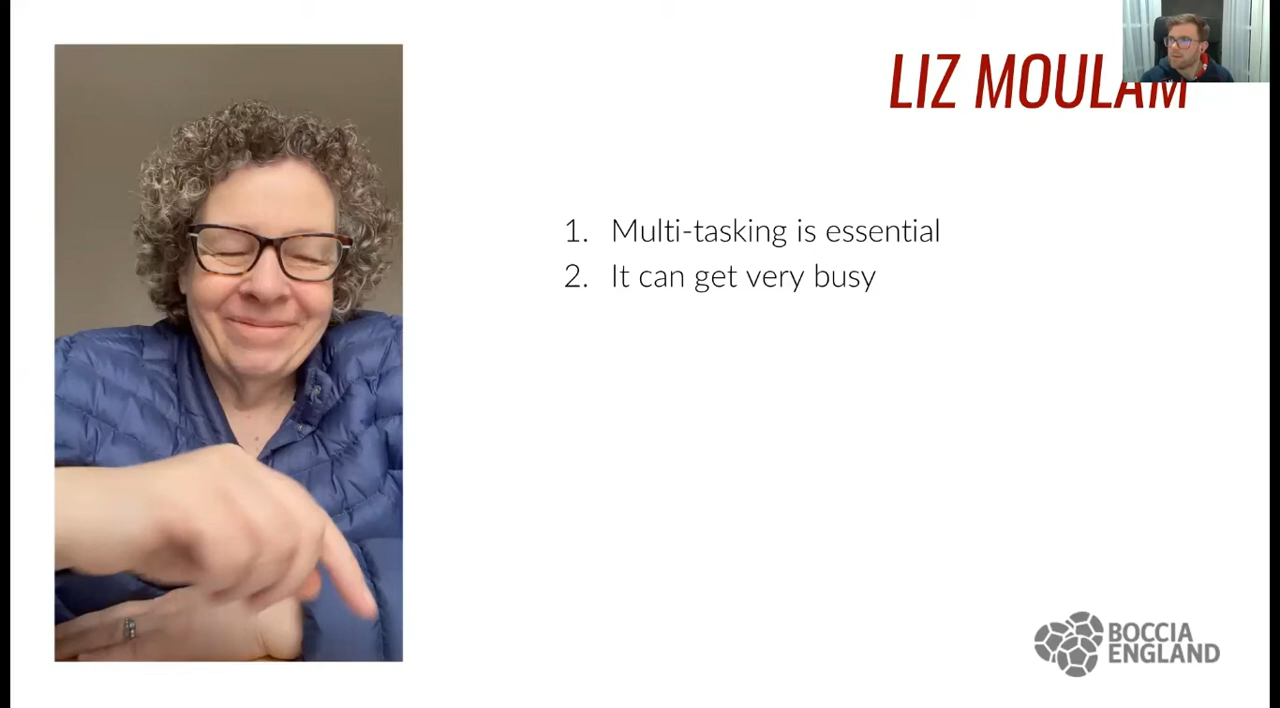 LIZ MOULAM
1. Multi-tasking is essential
2. It can get very busy
BOCCIA
ENGLAND